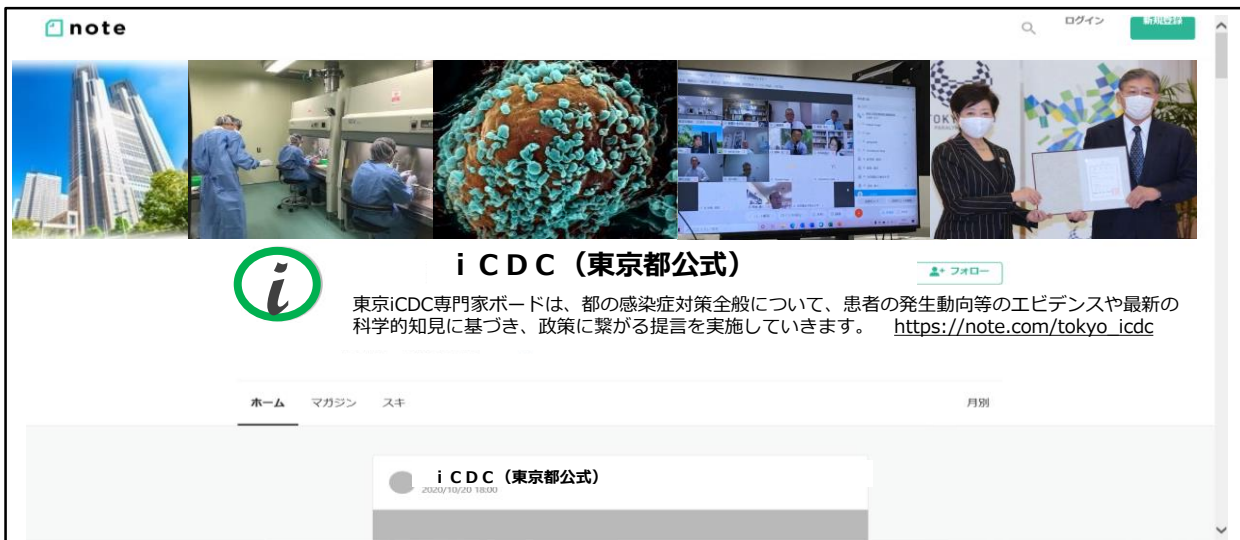 note
ログイン
新規登録
i
ｉＣＤＣ（東京都公式）
フォロー
東京iCDC専門家ボードは、都の感染症対策全般について、患者の発生動向等のエビデンスや最新の
科学的知見に基づき、政策に繋がる提言を実施していきます。　https://note.com/tokyo_icdc
ホーム　マガジン　スキ　月別
ｉＣＤＣ（東京都公式）
2020/10/20 18:00